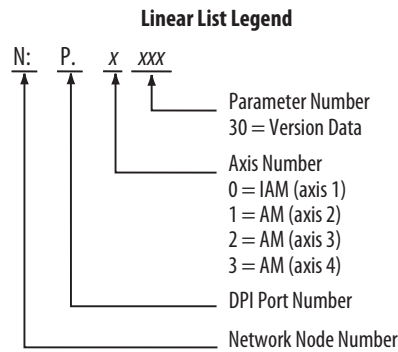 Linear List Legend
N: P. x xxx
Parameter Number
30 = Version Data
Axis Number
0 = IAM (axis 1)
1 = AM (axis 2)
2 = AM (axis 3)
3 = AM (axis 4)
DPI Port Number
Network Node Number